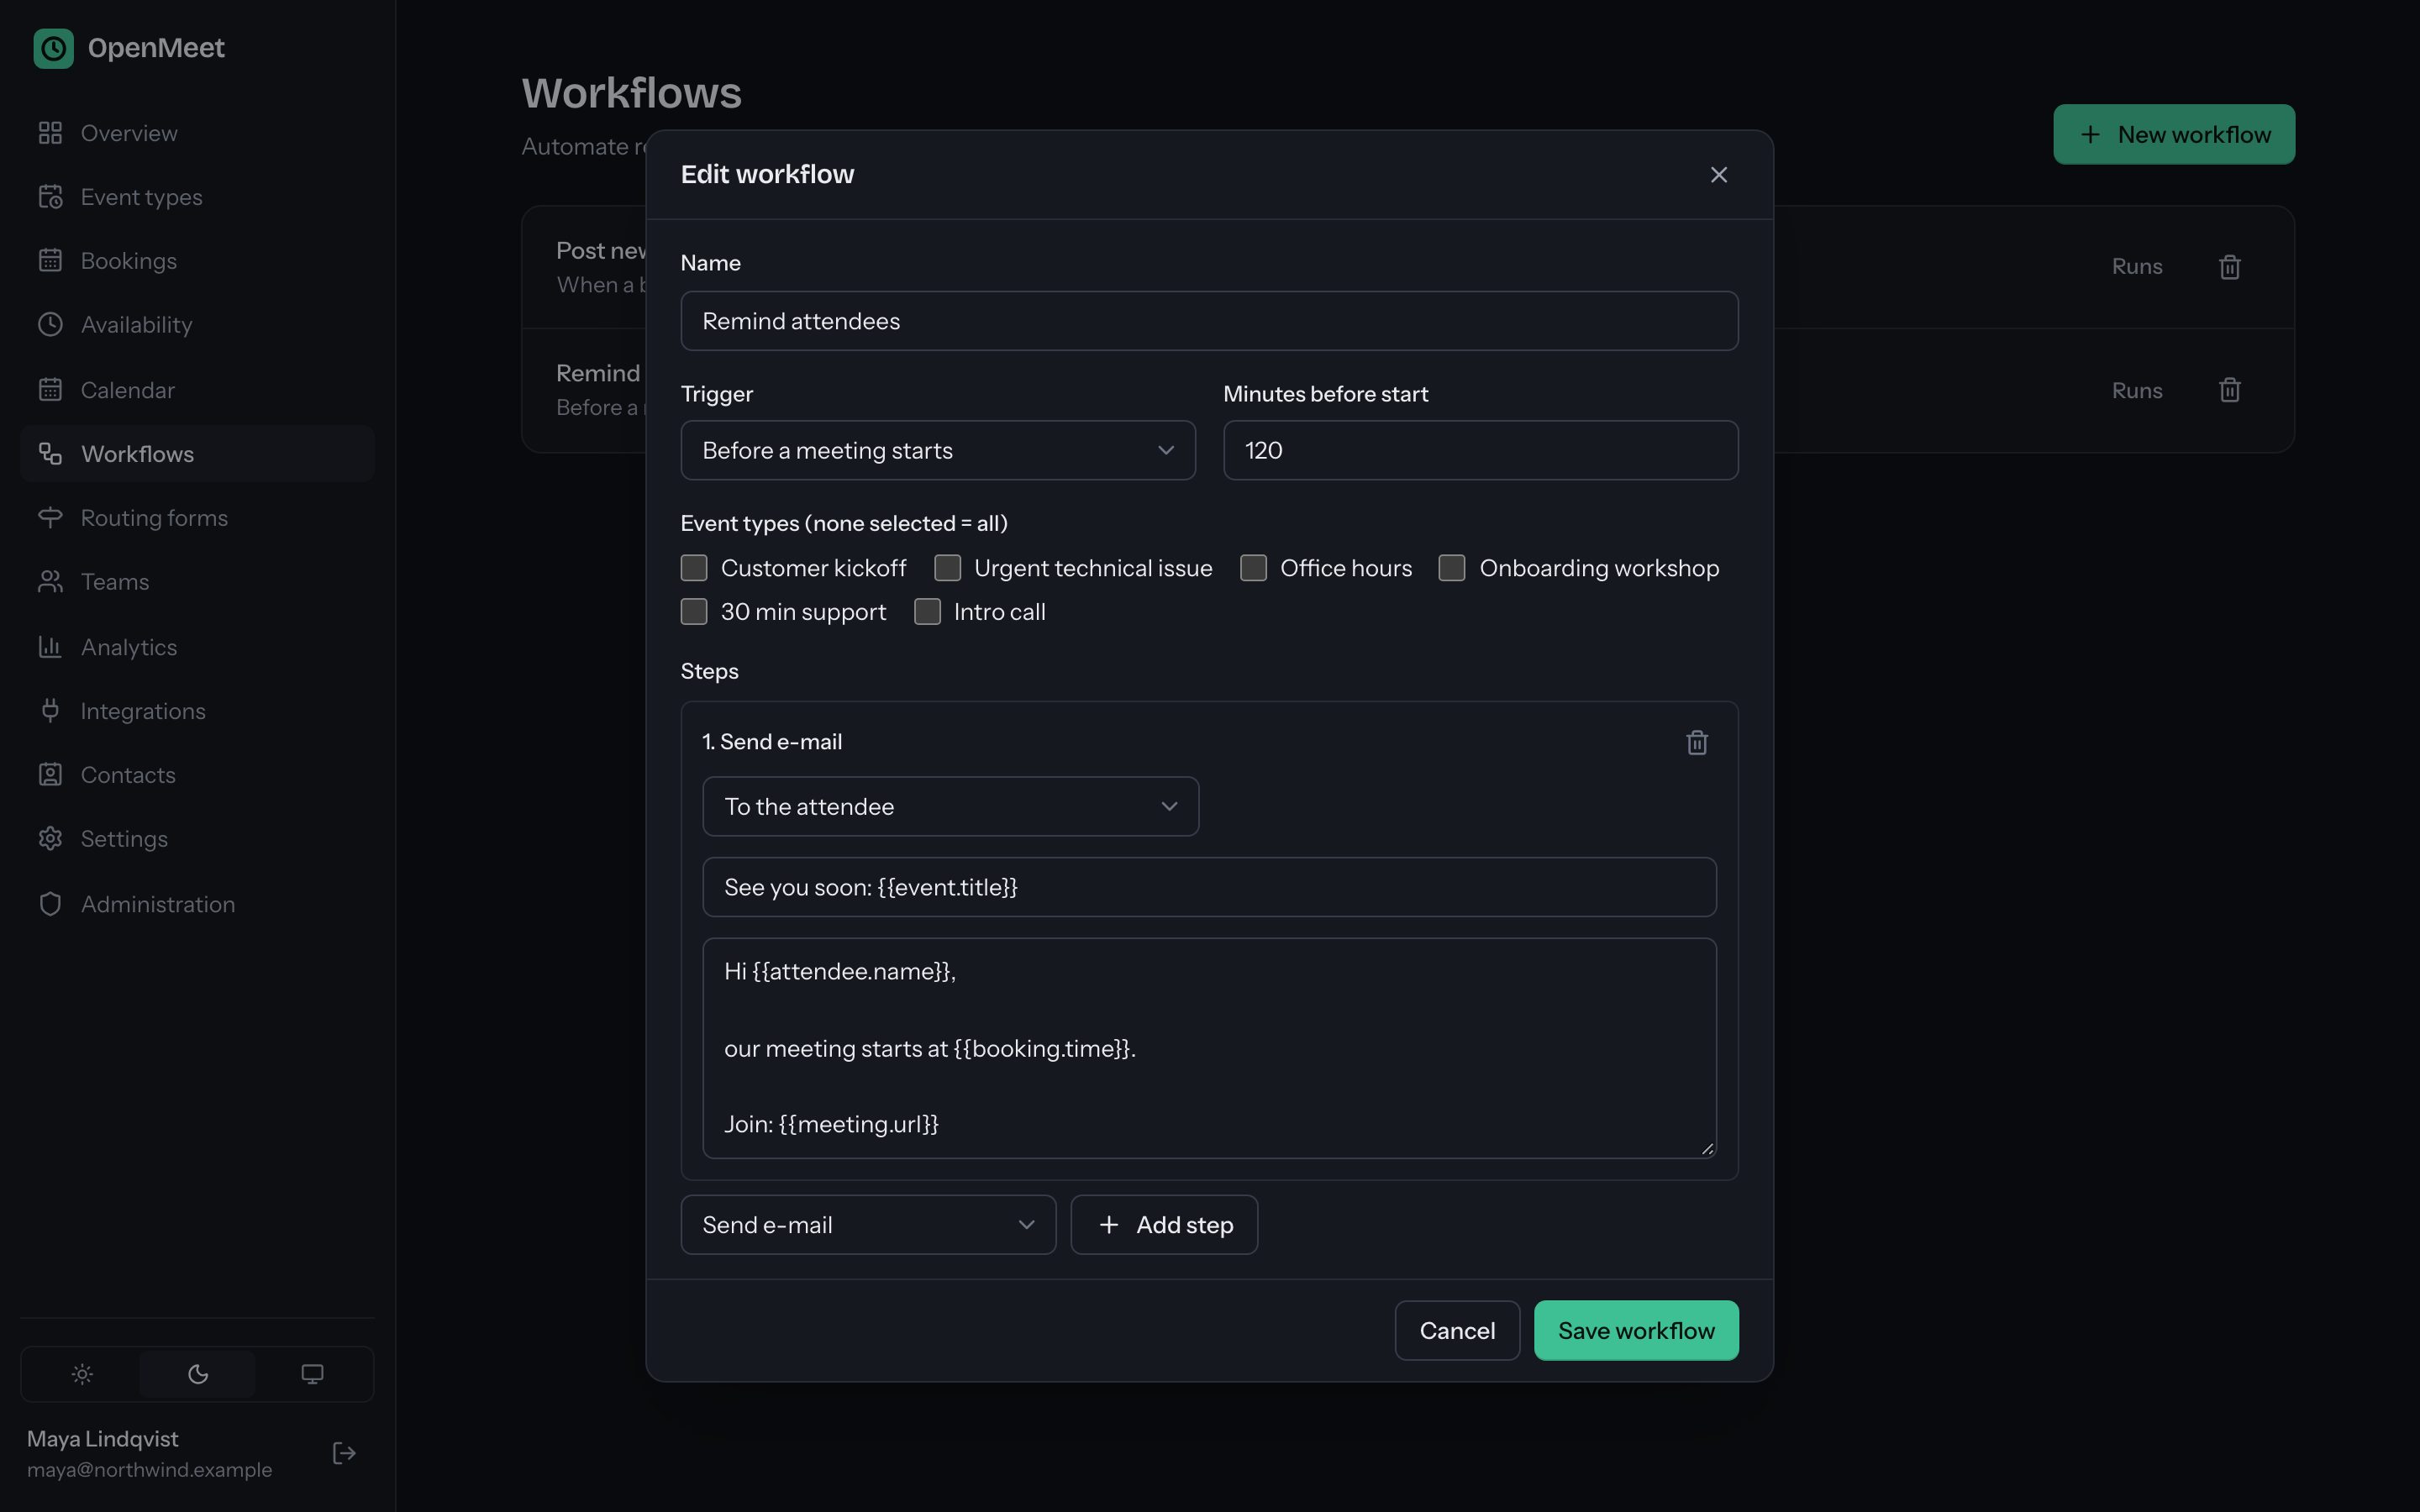 OpenMeet
Overview
Event types
Bookings
Availability
Calendar
Workflows
Routing forms
Teams
Analytics
Integrations
Contacts
Settings
Administration
Maya Lindqvist
maya@northwind.example
Workflows
Automate
New workflow
Post new
When a
Runs
Remind
Before a
Runs
Edit workflow
Name
Remind attendees
Trigger
Minutes before start
Before a meeting starts
120
Event types (none selected = all)
Customer kickoff Urgent technical issue Office hours Onboarding workshop
30 min support Intro call
Steps
1. Send e-mail
To the attendee
See you soon: {{event.title}}
Hi {{attendee.name}},
our meeting starts at {{booking.time}}.
Join: {{meeting.url}}
Send e-mail
Add step
Cancel
Save workflow